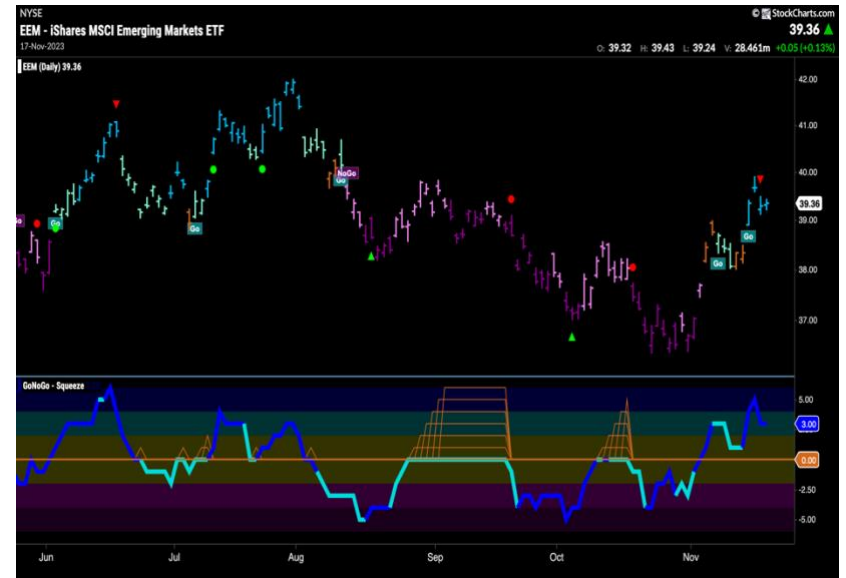 NYSE
© StockCharts.com
EEM - iShares MSCI Emerging Markets ETF
39.36
17-Nov-2023
O: 39.32 H: 39.43 L: 39.24 V: 28.461m +0.05 (+0.13%)
EEM (Daily) 39.36
42.00
41.00
40.00
39.36
39.00
38.00
37.00
Go
Go
Go
NoGo
Go
Go
Go
GoNoGo - Squeeze
5.00
3.00
0.00
-2.50
-5.00
Jun
Jul
Aug
Sep
Oct
Nov